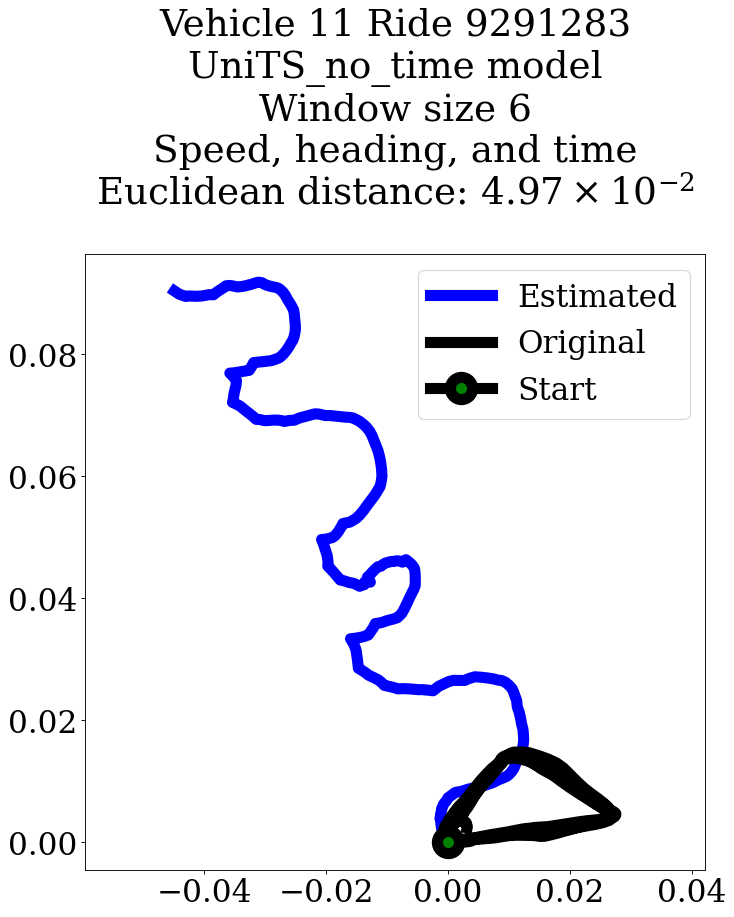 Vehicle 11 Ride 9291283
UniTS_no_time model
Window size 6
Speed, heading, and time
Euclidean distance: 4.97 × 10⁻²
Estimated
Original
Start
0.08
0.06
0.04
0.02
0.00
−0.04 −0.02 0.00 0.02 0.04